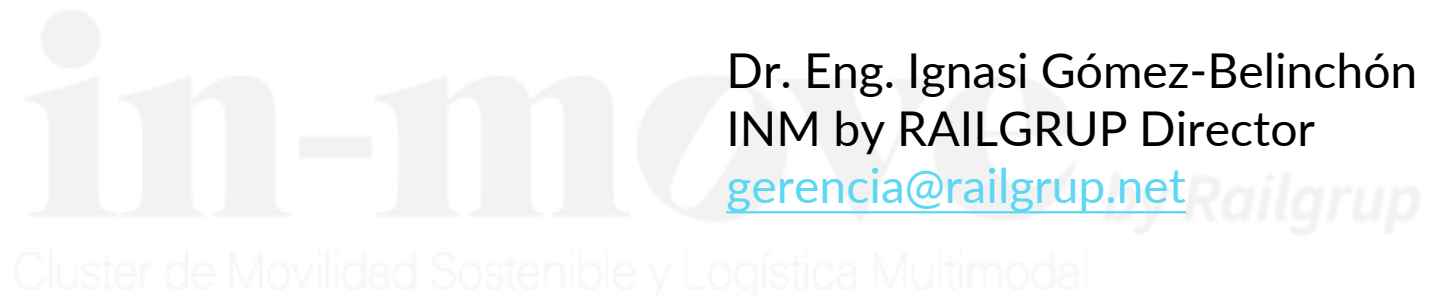 Dr. Eng. Ignasi Gómez-Belinchón
INM by RAILGRUP Director
gerencia@railgrup.net
in-move
by Railgrup
Cluster de Movilidad Sostenible y Logística Multimodal